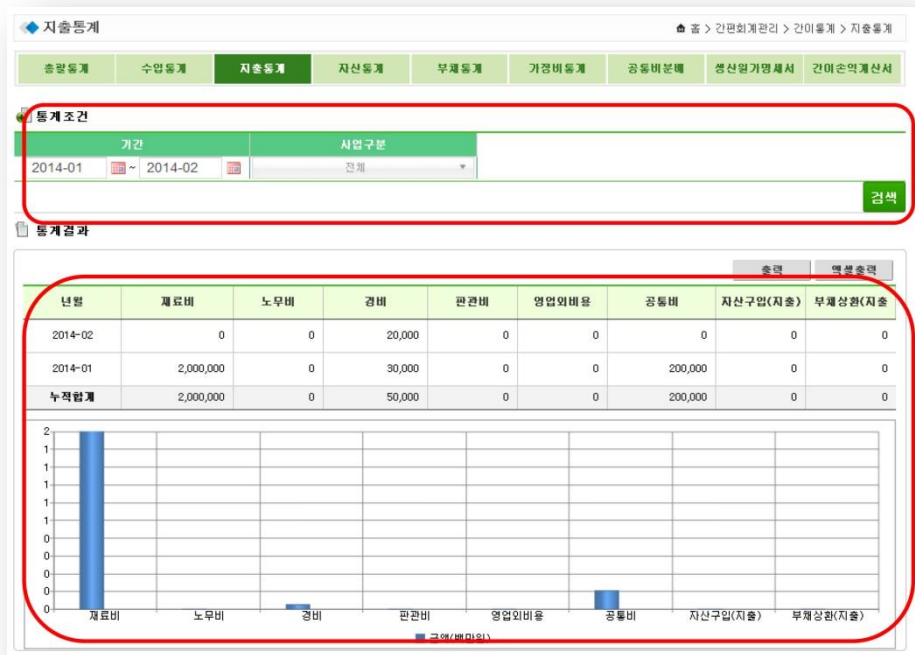 지출통계
홈 > 간편회계관리 > 간이통계 > 지출통계
총괄통계 수입통계 지출통계 자산통계 부채통계 가정비통계 공통비분배 생산원가명세서 간이손익계산서
통계조건
기간 사업구분
2014-01 ~ 2014-02 전체
검색
통계결과
출력 엑셀출력
년월 재료비 노무비 경비 판관비 영업외비용 공통비 자산구입(지출) 부채상환(지출
2014-02 0 0 20,000 0 0 0 0 0
2014-01 2,000,000 0 30,000 0 0 200,000 0 0
누적합계 2,000,000 0 50,000 0 0 200,000 0 0
2
1
1
1
1
1
0
0
0
0
0
재료비 노무비 경비 판관비 영업외비용 공통비 자산구입(지출) 부채상환(지출)
금액(백만원)